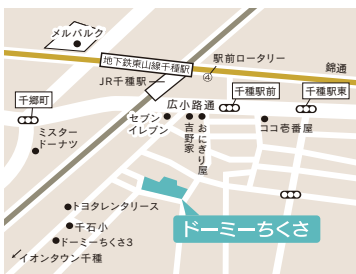 メルパルク
地下鉄東山線千種駅
駅前ロータリー
錦通
④
JR千種駅
千郷町
広小路通
千種駅前
千種駅東
セブン
イレブン
吉野家
おにぎり屋
ココ壱番屋
ミスター
ドーナツ
トヨタレンタリース
千石小
ドーミーちくさ3
イオンタウン千種
ドーミーちくさ